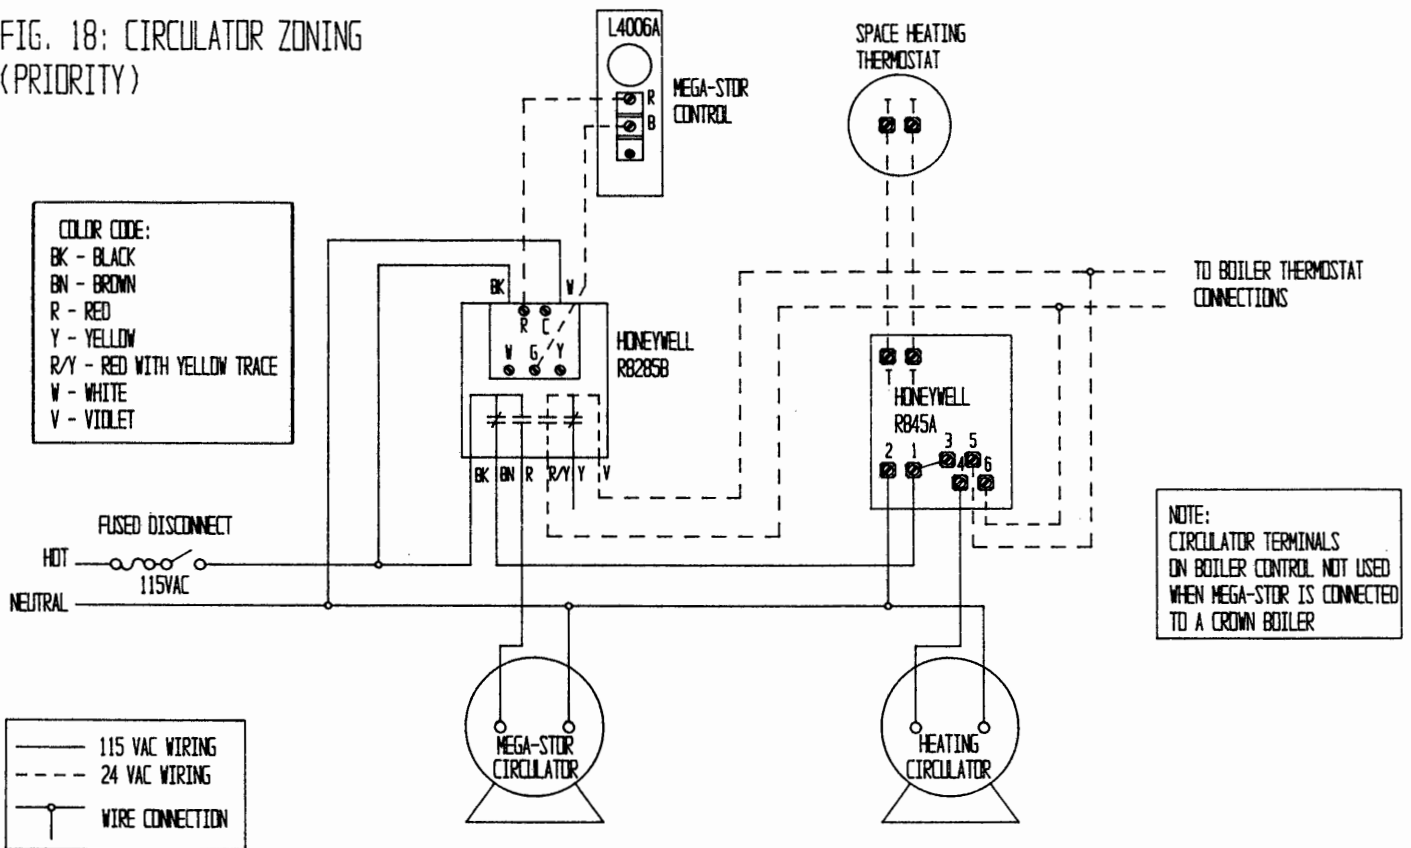 FIG. 18: CIRCULATOR ZONING
(PRIORITY)
L4006A
R
B
MEGA-STOR
CONTROL
SPACE HEATING
THERMOSTAT
T T
COLOR CODE:
BK - BLACK
BN - BROWN
R - RED
Y - YELLOW
R/Y - RED WITH YELLOW TRACE
W - WHITE
V - VIOLET
BK
W
R C
W G Y
HONEYWELL
R8285B
BK BN R R/Y Y V
TO BOILER THERMOSTAT
CONNECTIONS
T T
HONEYWELL
R845A
2 1 3 5
4 6
FUSED DISCONNECT
HOT
115VAC
NEUTRAL
NOTE:
CIRCULATOR TERMINALS
ON BOILER CONTROL NOT USED
WHEN MEGA-STOR IS CONNECTED
TO A CROWN BOILER
MEGA-STOR
CIRCULATOR
HEATING
CIRCULATOR
115 VAC WIRING
24 VAC WIRING
WIRE CONNECTION